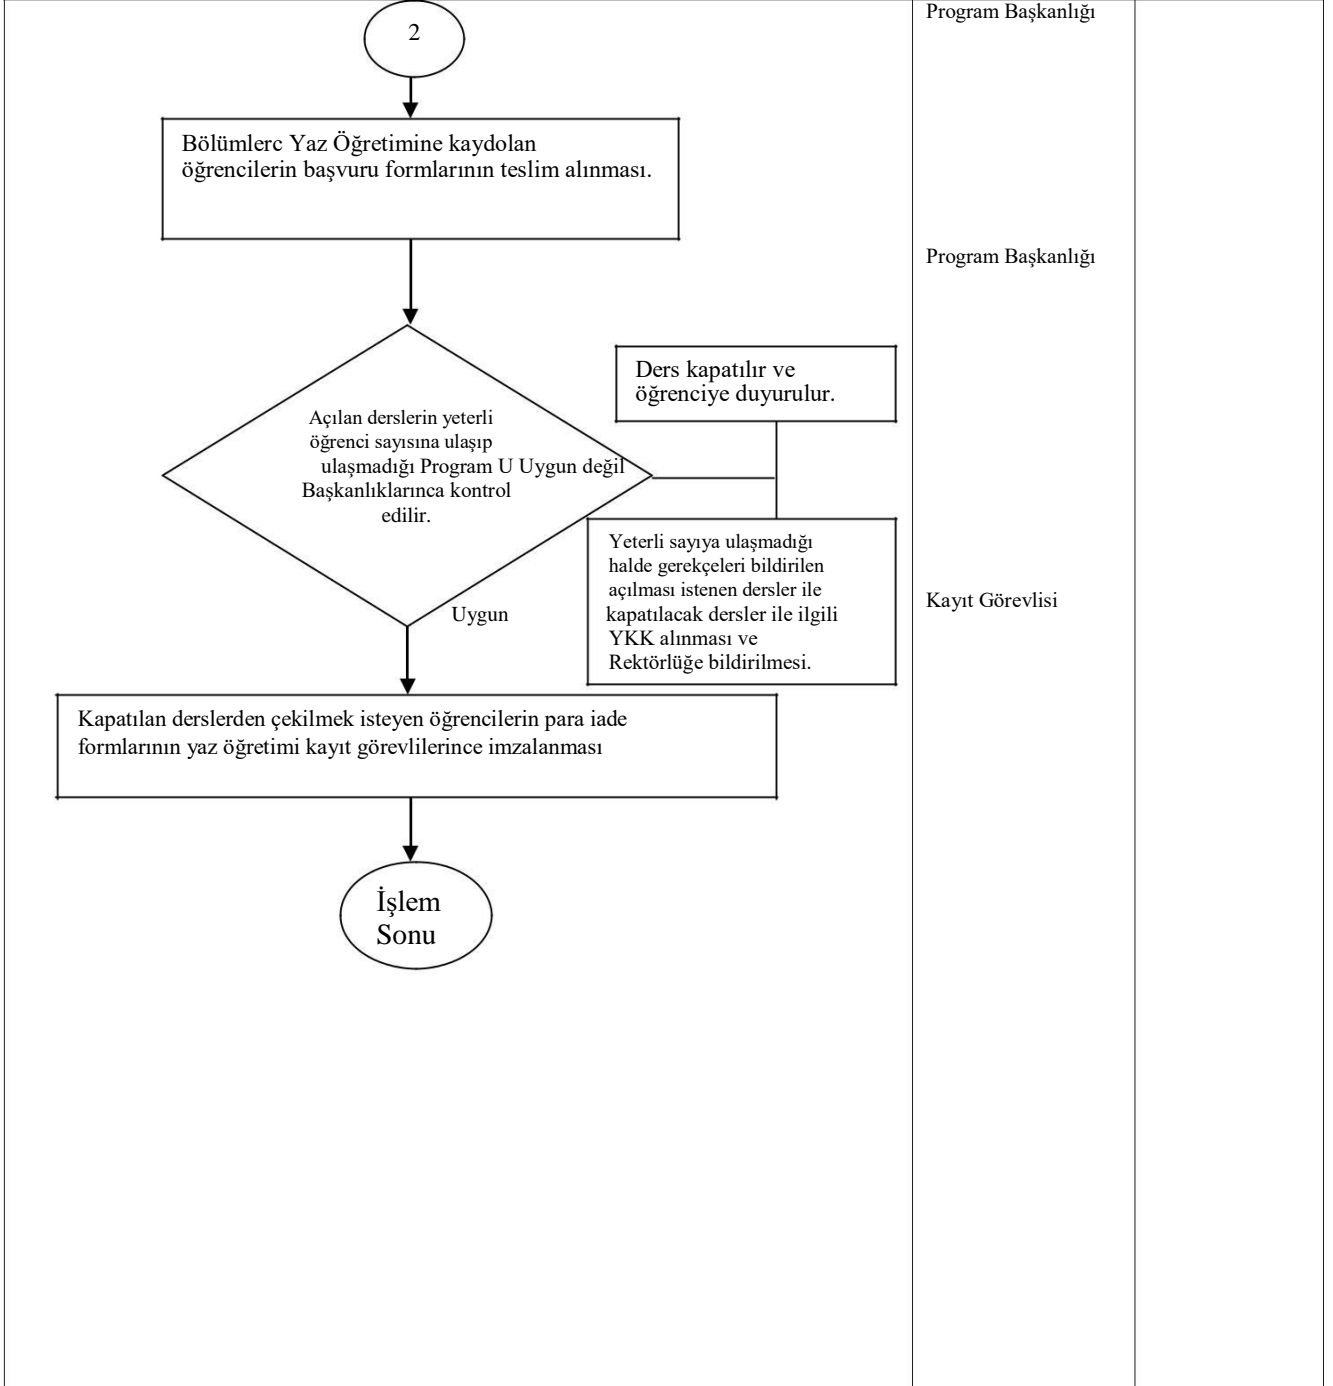 2
Program Başkanlığı
Bölümlerc Yaz Öğretimine kaydolan
öğrencilerin başvuru formlarının teslim alınması.
Program Başkanlığı
Ders kapatılır ve
öğrenciye duyurulur.
Açılan derslerin yeterli
öğrenci sayısına ulaşıp
ulaşmadığı Program U Uygun değil
Başkanlıklarınca kontrol
edilir.
Yeterli sayıya ulaşmadığı
halde gerekçeleri bildirilen
açılması istenen dersler ile
kapatılacak dersler ile ilgili
YKK alınması ve
Rektörlüğe bildirilmesi.
Kayıt Görevlisi
Uygun
Kapatılan derslerden çekilmek isteyen öğrencilerin para iade
formlarının yaz öğretimi kayıt görevlilerince imzalanması
İşlem
Sonu